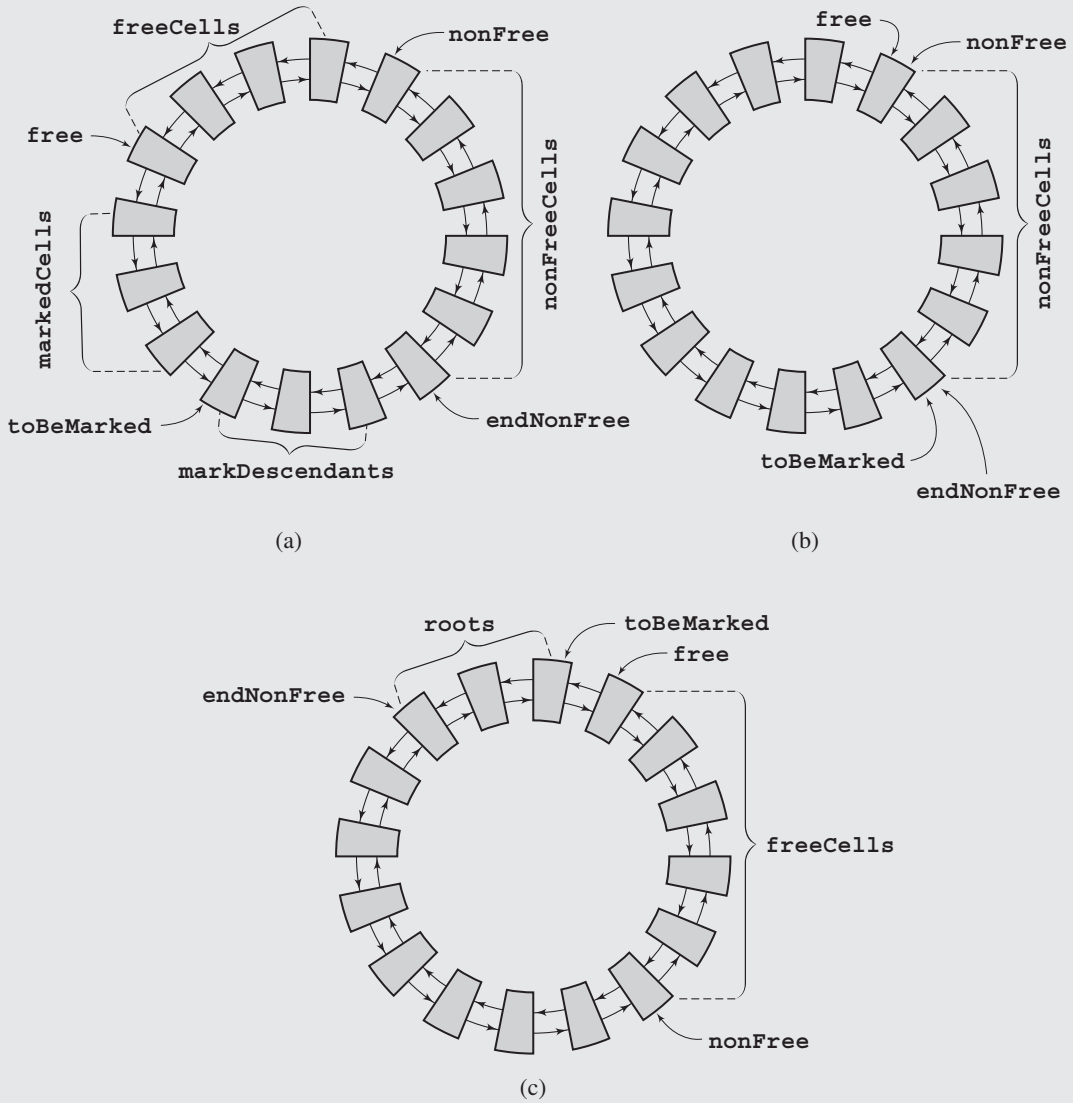 freeCells
nonFree
free
nonFreeCells
markedCells
toBeMarked
endNonFree
markDescendants
(a)
free
nonFree
nonFreeCells
toBeMarked
endNonFree
(b)
roots
toBeMarked
free
endNonFree
freeCells
nonFree
(c)